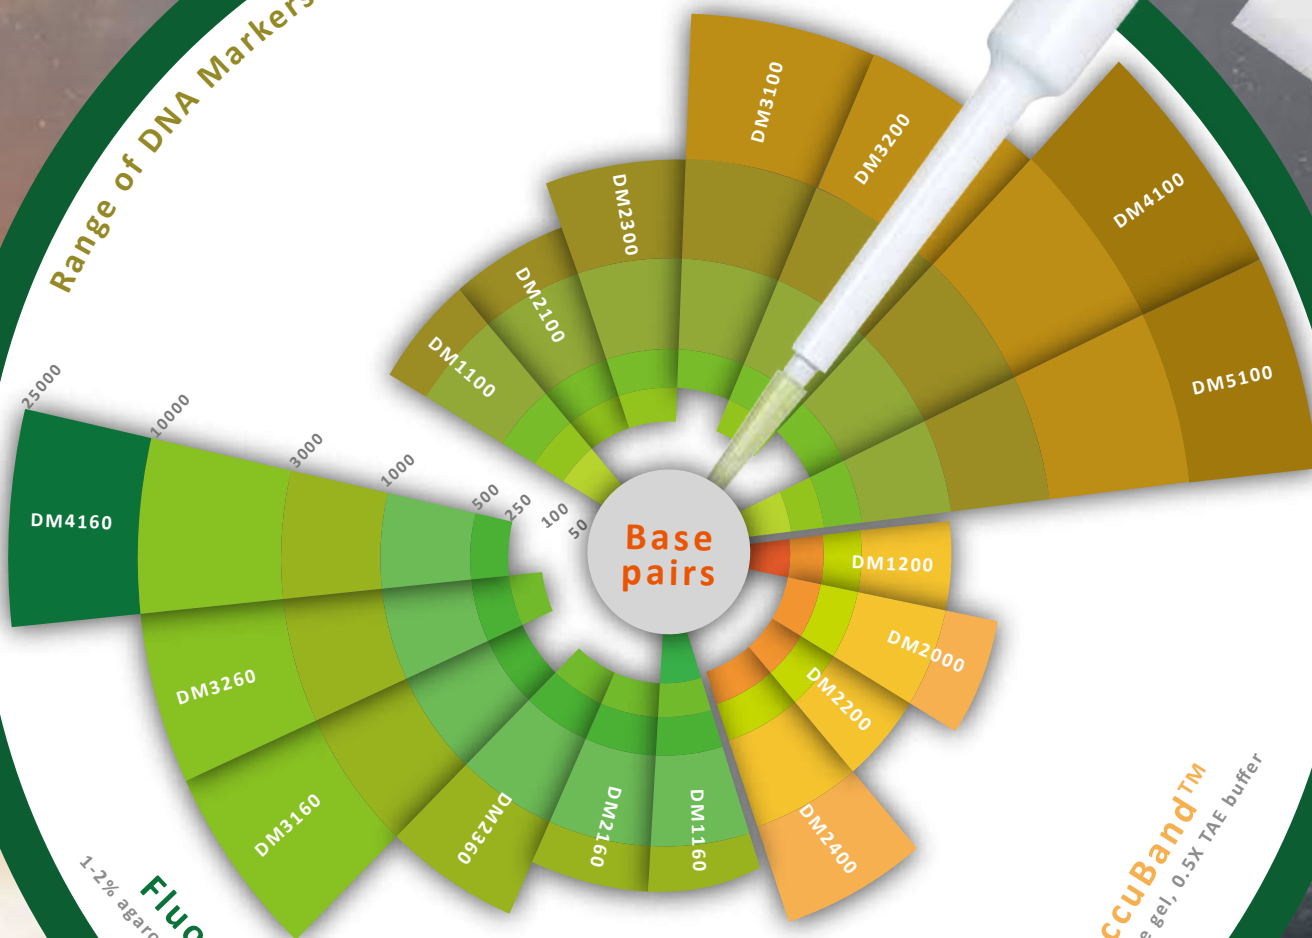 Range of DNA Markers
DM3100
DM3200
DM4100
DM5100
DM2300
DM2100
DM1100
25000
10000
3000
1000
500
250
100
50
Base
pairs
DM4160
DM3260
DM3160
DM2360
DM2160
DM1160
DM1200
DM2000
DM2200
DM2400
Fluo
1-2% agaro
ccuBand™
e gel, 0.5X TAE buffer